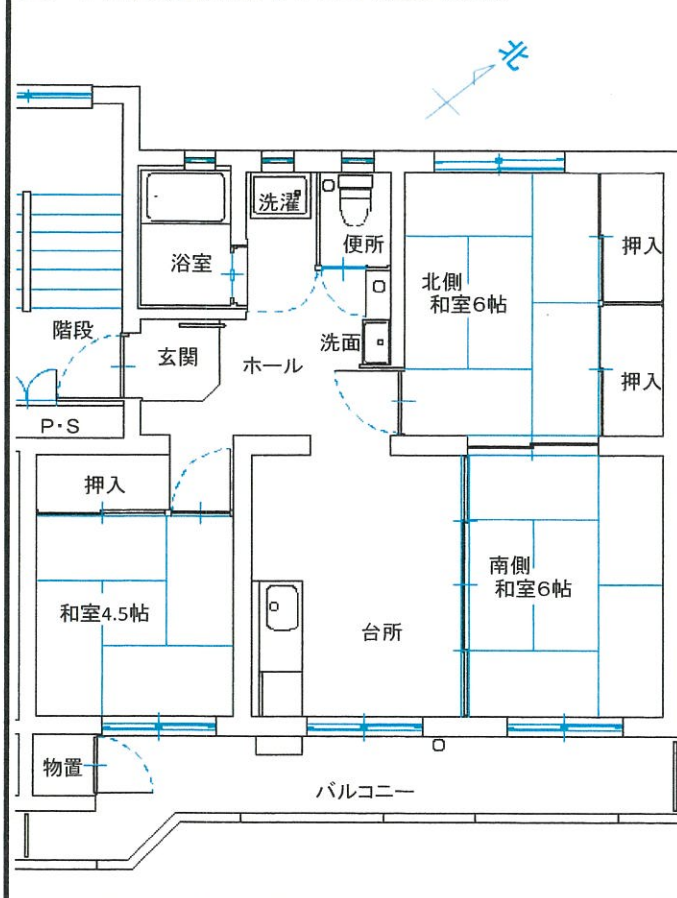 北
洗濯
便所
浴室
押入
北側
和室6帖
階段
玄関
ホール
洗面
押入
P・S
押入
南側
和室6帖
和室4.5帖
台所
物置
バルコニー